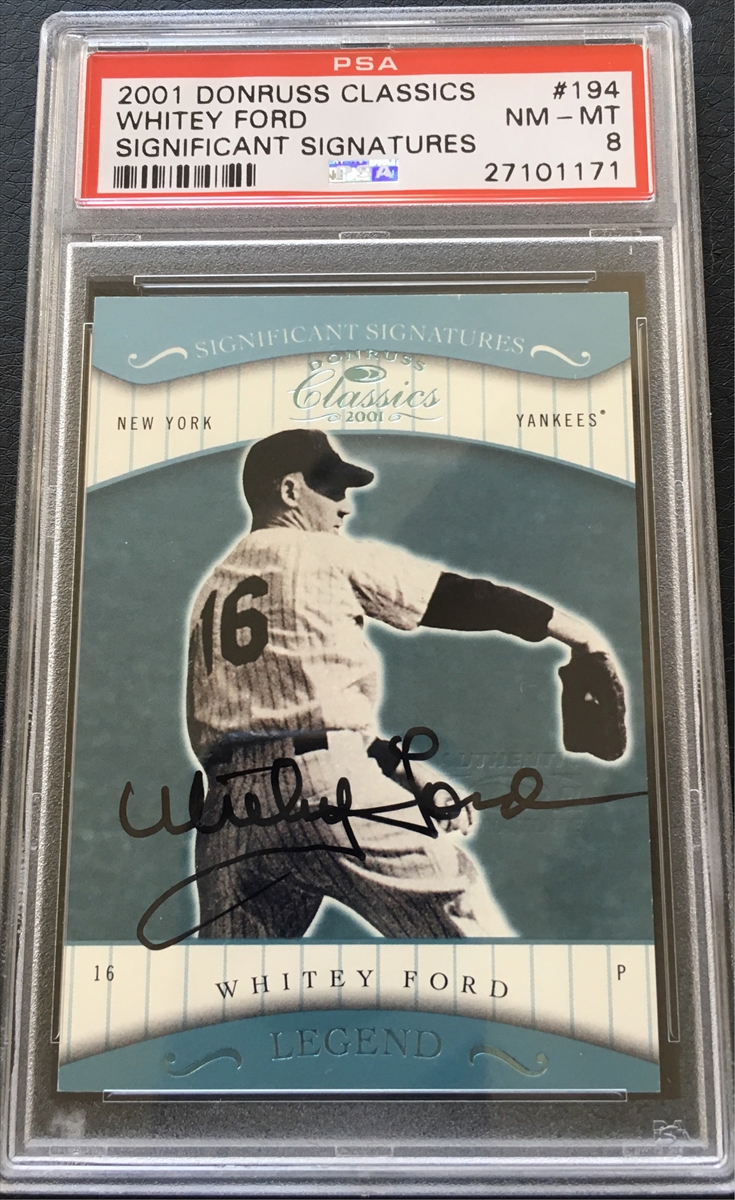 PSA
2001 DONRUSS CLASSICS #194
WHITEY FORD NM - MT
SIGNIFICANT SIGNATURES 8
27101171
SIGNIFICANT SIGNATURES
DONRUSS
Classics
2001
NEW YORK YANKEES®
16
Whitey Ford
16 WHITEY FORD P
LEGEND